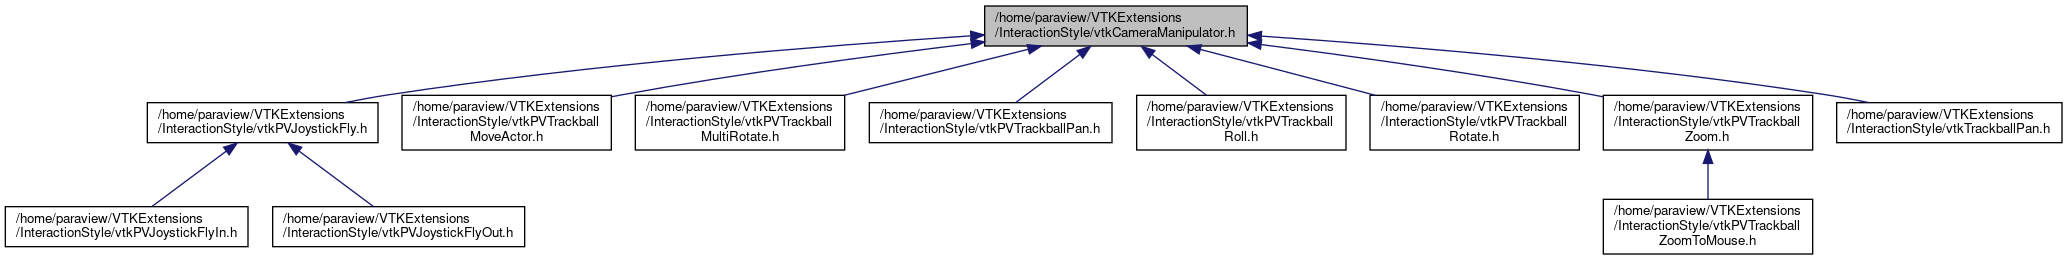 /home/paraview/VTKExtensions
/InteractionStyle/vtkCameraManipulator.h
/home/paraview/VTKExtensions
/InteractionStyle/vtkPVJoystickFly.h
/home/paraview/VTKExtensions
/InteractionStyle/vtkPVTrackball
MoveActor.h
/home/paraview/VTKExtensions
/InteractionStyle/vtkPVTrackball
MultiRotate.h
/home/paraview/VTKExtensions
/InteractionStyle/vtkPVTrackballPan.h
/home/paraview/VTKExtensions
/InteractionStyle/vtkPVTrackball
Roll.h
/home/paraview/VTKExtensions
/InteractionStyle/vtkPVTrackball
Rotate.h
/home/paraview/VTKExtensions
/InteractionStyle/vtkPVTrackball
Zoom.h
/home/paraview/VTKExtensions
/InteractionStyle/vtkTrackballPan.h
/home/paraview/VTKExtensions
/InteractionStyle/vtkPVJoystickFlyIn.h
/home/paraview/VTKExtensions
/InteractionStyle/vtkPVJoystickFlyOut.h
/home/paraview/VTKExtensions
/InteractionStyle/vtkPVTrackball
ZoomToMouse.h